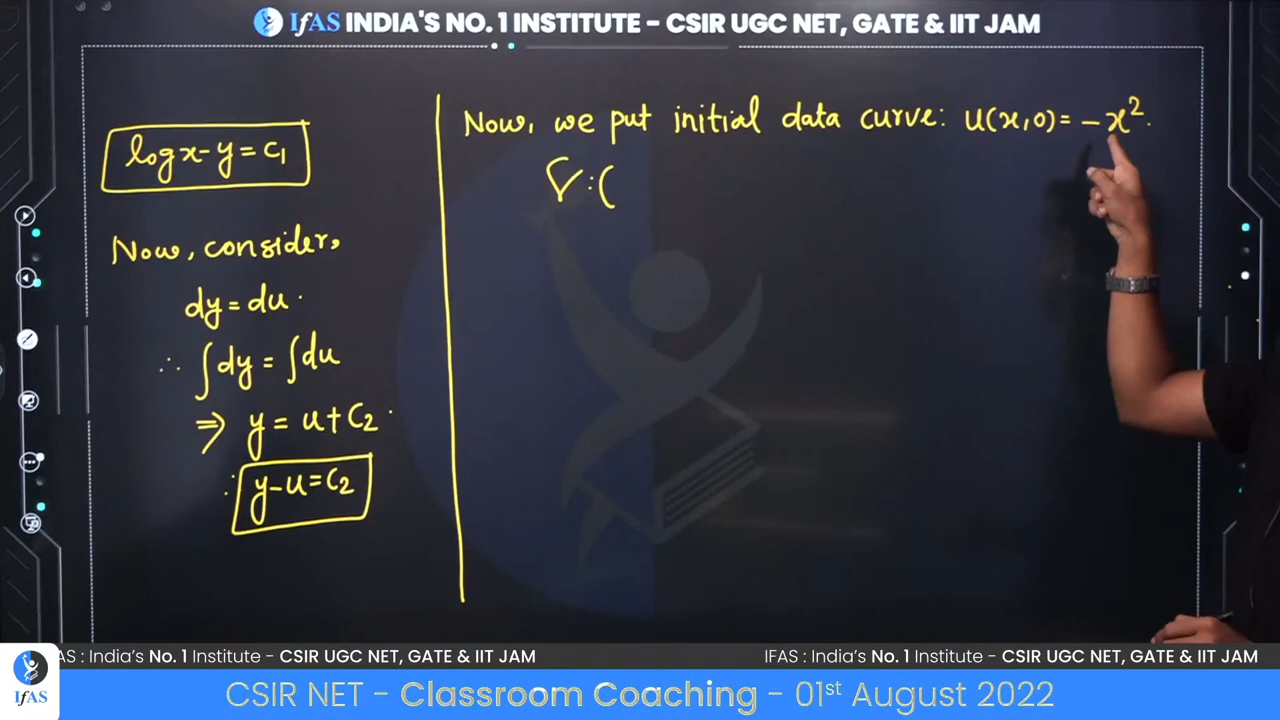 IfAS INDIA'S NO. 1 INSTITUTE - CSIR UGC NET, GATE & IIT JAM
log x - y = c₁
Now, consider,
dy = du.
∴ ∫dy = ∫du
⇒ y = u + c₂.
∴ y - u = c₂
Now, we put initial data curve: u(x,0) = -x².
Γ:(
AS : India's No. 1 Institute - CSIR UGC NET, GATE & IIT JAM
IFAS : India's No. 1 Institute - CSIR UGC NET, GATE & IIT JAM
IfAS
CSIR NET - Classroom Coaching - 01st August 2022